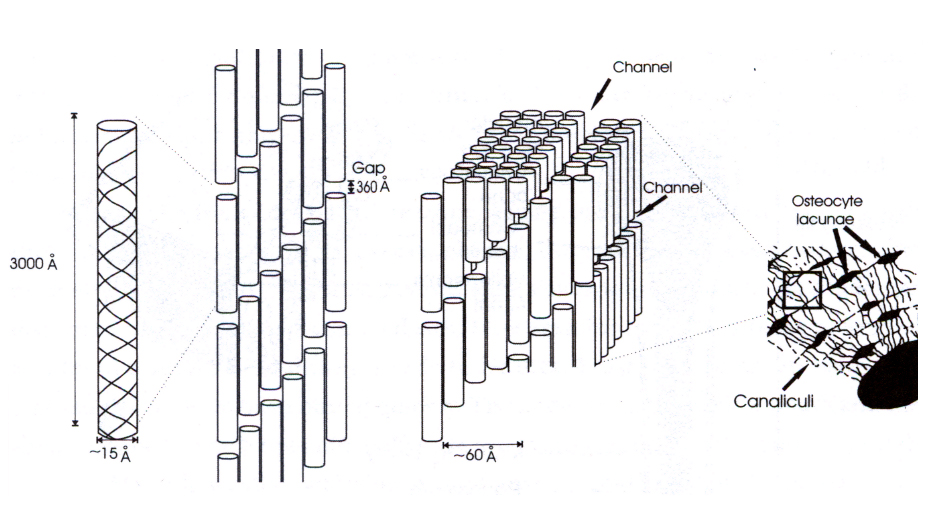 3000 Å
~15 Å
Gap
360 Å
Channel
Channel
~60 Å
Osteocyte
lacunae
Canaliculi